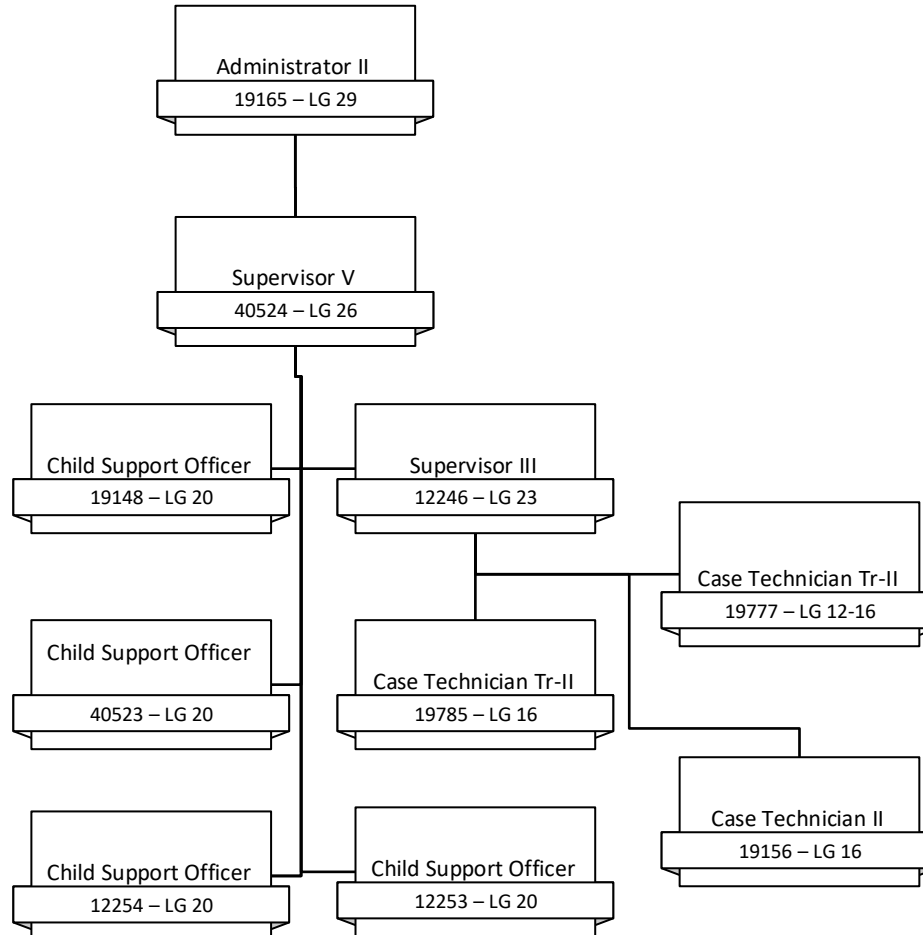 Administrator II
19165 – LG 29
Supervisor V
40524 – LG 26
Child Support Officer
19148 – LG 20
Supervisor III
12246 – LG 23
Case Technician Tr-II
19777 – LG 12-16
Child Support Officer
40523 – LG 20
Case Technician Tr-II
19785 – LG 16
Case Technician II
19156 – LG 16
Child Support Officer
12254 – LG 20
Child Support Officer
12253 – LG 20